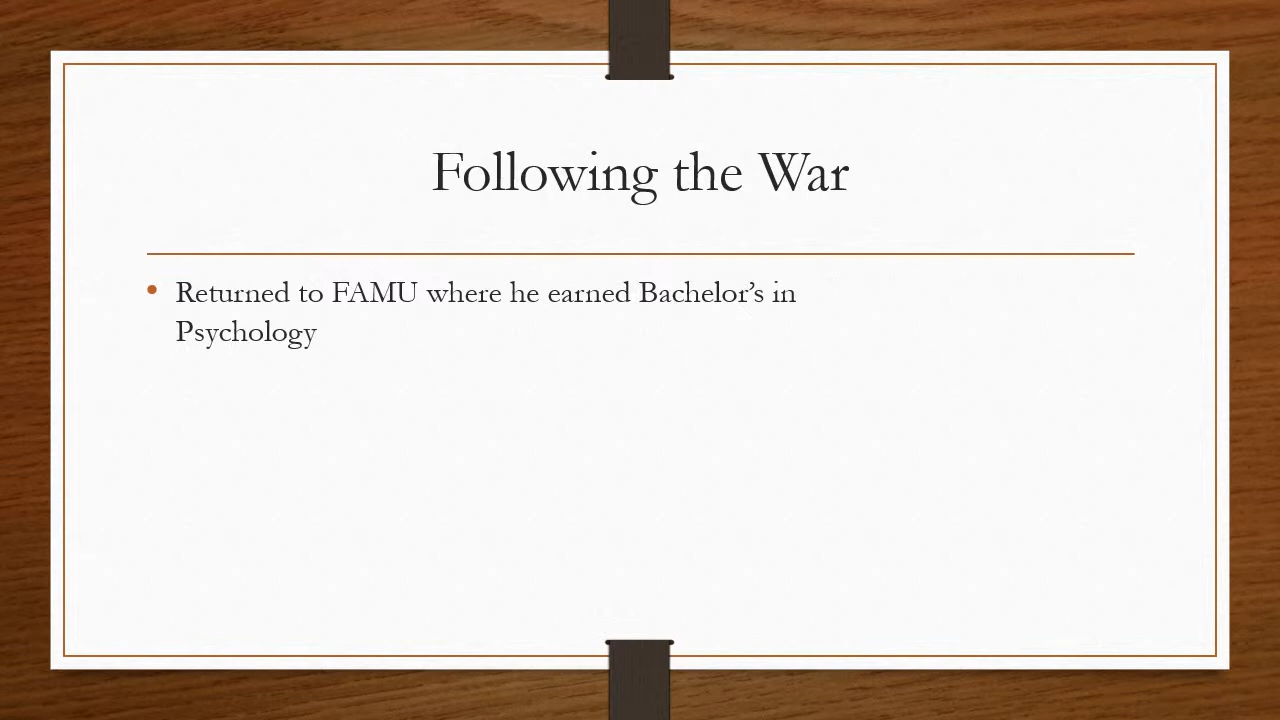 Following the War
• Returned to FAMU where he earned Bachelor’s in
Psychology